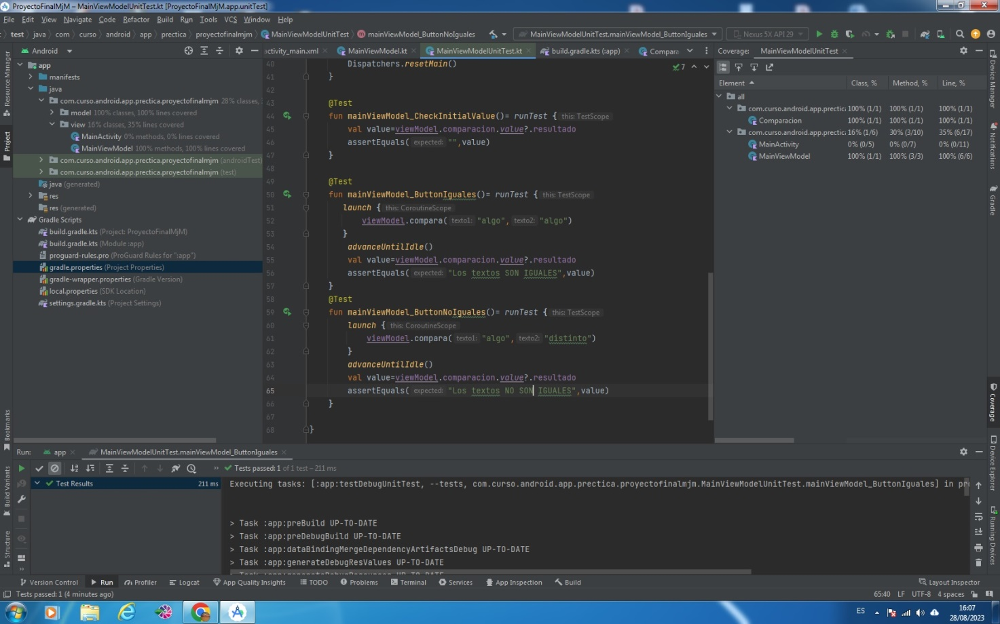 ProyectoFinalMjM – MainViewModelUnitTest.kt [ProyectoFinalMjM.app.unitTest]
File Edit View Navigate Code Refactor Build Run Tools VCS Window Help
test java com curso android app prectica proyectofinalmjm MainViewModelUnitTest mainViewModel_ButtonNoIguales MainViewModelUnitTest.mainViewModel_ButtonIguales Nexus 5X API 29
Android
activity_main.xml MainViewModel.kt MainViewModelUnitTest.kt build.gradle.kts (:app) Compara
Coverage: MainViewModelUnitTest
Resource Manager
Project
Bookmarks
Build Variants
Structure
app
manifests
java
com.curso.android.app.prectica.proyectofinalmjm 28% classes,
model 100% classes, 100% lines covered
view 16% classes, 35% lines covered
MainActivity 0% methods, 0% lines covered
MainViewModel 100% methods, 100% lines covered
com.curso.android.app.prectica.proyectofinalmjm (androidTest)
com.curso.android.app.prectica.proyectofinalmjm (test)
java (generated)
res
res (generated)
Gradle Scripts
build.gradle.kts (Project: ProyectoFinalMjM)
build.gradle.kts (Module :app)
proguard-rules.pro (ProGuard Rules for ":app")
gradle.properties (Project Properties)
gradle-wrapper.properties (Gradle Version)
local.properties (SDK Location)
settings.gradle.kts (Project Settings)
7
40 Dispatchers.resetMain()
41 }
42
43 @Test
44 fun mainViewModel_CheckInitialValue()= runTest { this: TestScope
45 val value=viewModel.comparacion.value?.resultado
46 assertEquals( expected: "",value)
47 }
48
49 @Test
50 fun mainViewModel_ButtonIguales()= runTest { this: TestScope
51 launch { this: CoroutineScope
52 viewModel.compara( texto1: "algo", texto2: "algo")
53 }
54 advanceUntilIdle()
55 val value=viewModel.comparacion.value?.resultado
56 assertEquals( expected: "Los textos SON IGUALES",value)
57 }
58 @Test
59 fun mainViewModel_ButtonNoIguales()= runTest { this: TestScope
60 launch { this: CoroutineScope
61 viewModel.compara( texto1: "algo", texto2: "distinto")
62 }
63 advanceUntilIdle()
64 val value=viewModel.comparacion.value?.resultado
65 assertEquals( expected: "Los textos NO SON IGUALES",value)
66 }
67
68 }
Element Class, % Method, % Line, %
all
com.curso.android.app.prectica 100% (1/1) 100% (1/1) 100% (1/1)
Comparacion 100% (1/1) 100% (1/1) 100% (1/1)
com.curso.android.app.prectica 16% (1/6) 30% (3/10) 35% (6/17)
MainActivity 0% (0/5) 0% (0/7) 0% (0/11)
MainViewModel 100% (1/1) 100% (3/3) 100% (6/6)
Device Manager
Notifications
Gradle
Coverage
Device Explorer
Running Devices
Run: app MainViewModelUnitTest.mainViewModel_ButtonIguales
Tests passed: 1 of 1 test – 211 ms
Test Results 211 ms
Executing tasks: [:app:testDebugUnitTest, --tests, com.curso.android.app.prectica.proyectofinalmjm.MainViewModelUnitTest.mainViewModel_ButtonIguales] in pr
> Task :app:preBuild UP-TO-DATE
> Task :app:preDebugBuild UP-TO-DATE
> Task :app:dataBindingMergeDependencyArtifactsDebug UP-TO-DATE
> Task :app:generateDebugResValues UP-TO-DATE
Version Control Run Profiler Logcat App Quality Insights TODO Problems Terminal Services App Inspection Build Layout Inspector
Tests passed: 1 (4 minutes ago) 65:40 LF UTF-8 4 spaces
ES
16:07
28/08/2023